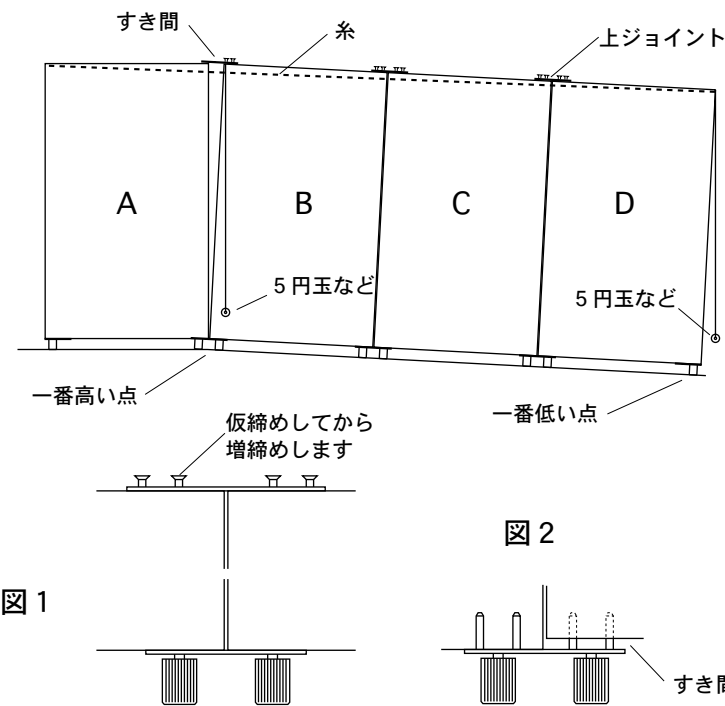 すき間
糸
上ジョイント
A
B
C
D
5円玉など
5円玉など
一番高い点
一番低い点
仮締めしてから
増締めします
図2
図1
すき間